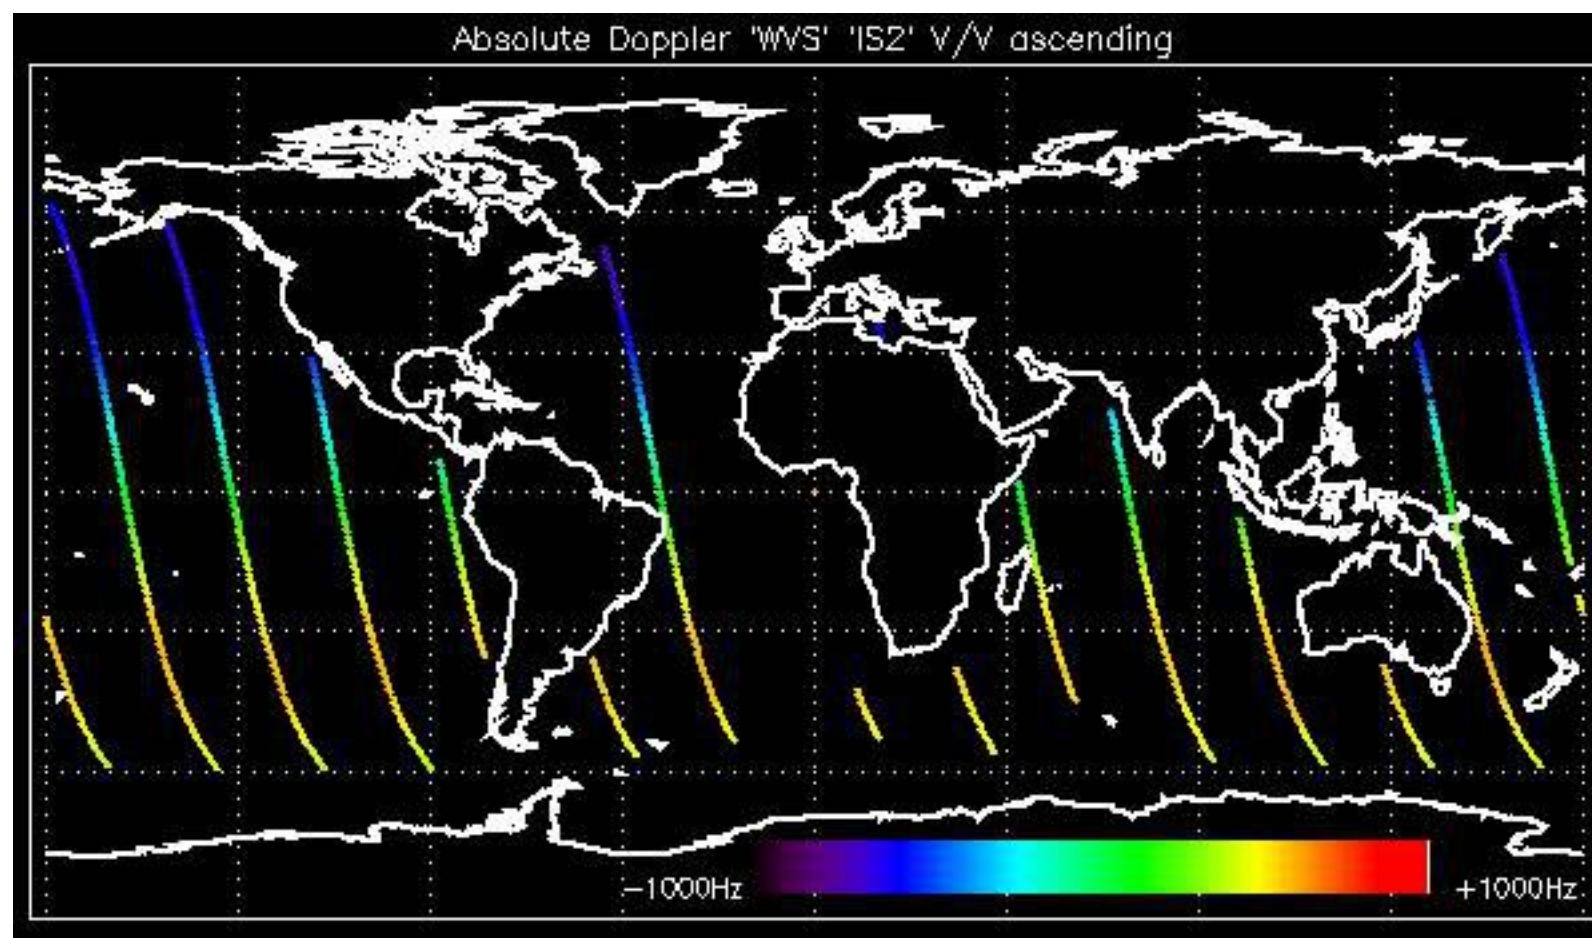 Absolute Doppler 'WVS' 'IS2' V/V ascending
-1000Hz
+1000Hz